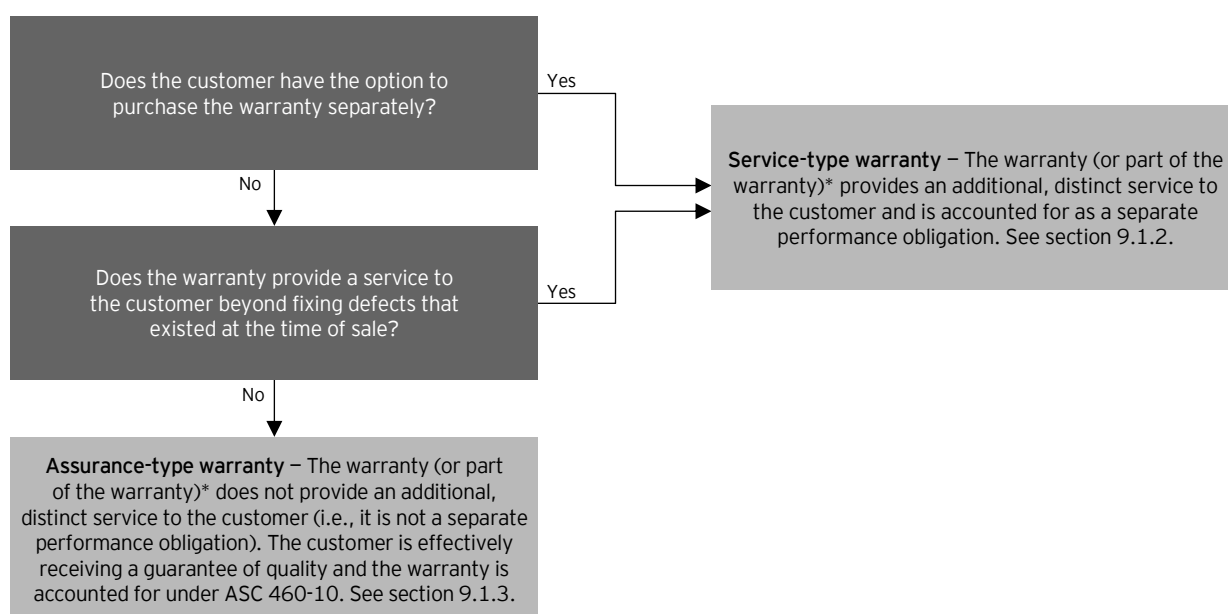 Does the customer have the option to
purchase the warranty separately?
Yes
Service-type warranty – The warranty (or part of the
warranty)* provides an additional, distinct service to
the customer and is accounted for as a separate
performance obligation. See section 9.1.2.
No
Does the warranty provide a service to
the customer beyond fixing defects that
existed at the time of sale?
Yes
No
Assurance-type warranty – The warranty (or part
of the warranty)* does not provide an additional,
distinct service to the customer (i.e., it is not a separate
performance obligation). The customer is effectively
receiving a guarantee of quality and the warranty is
accounted for under ASC 460-10. See section 9.1.3.